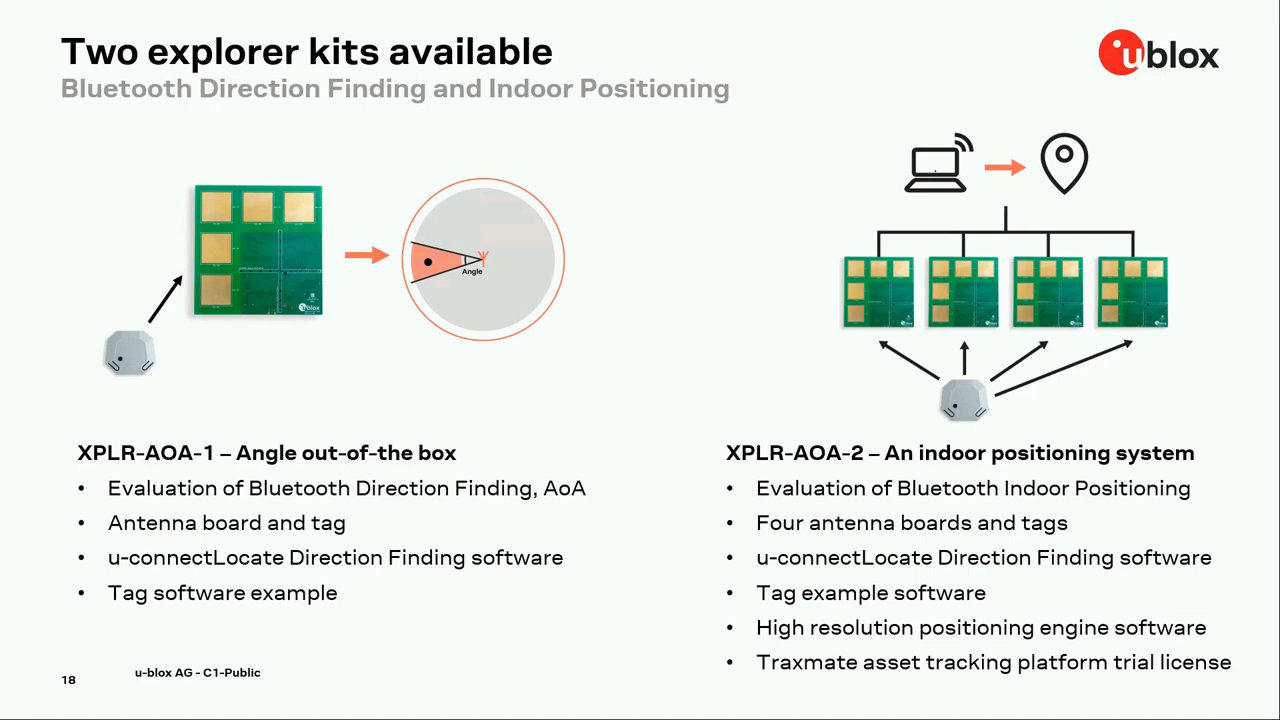 Two explorer kits available
Bluetooth Direction Finding and Indoor Positioning
ublox
Angle
ublox
XPLR-AOA-1 – Angle out-of-the box
• Evaluation of Bluetooth Direction Finding, AoA
• Antenna board and tag
• u-connectLocate Direction Finding software
• Tag software example
XPLR-AOA-2 – An indoor positioning system
• Evaluation of Bluetooth Indoor Positioning
• Four antenna boards and tags
• u-connectLocate Direction Finding software
• Tag example software
• High resolution positioning engine software
• Traxmate asset tracking platform trial license
18
u-blox AG - C1-Public